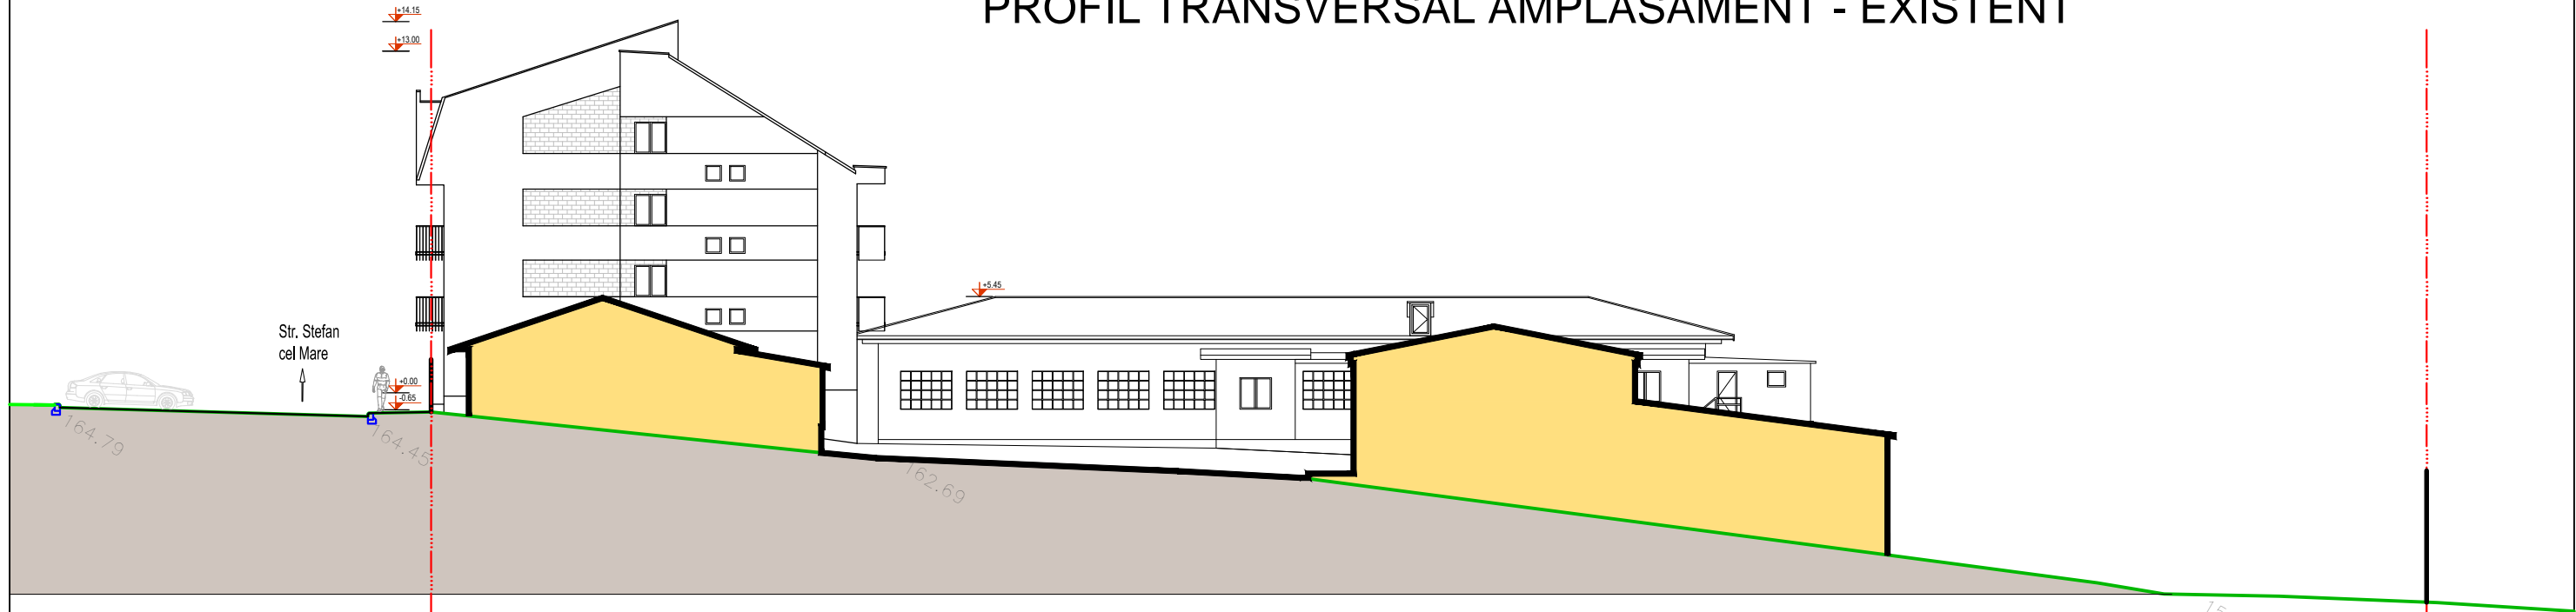 PROFIL TRANSVERSAL AMPLASAMENT - EXISTENT
+14.15
+13.00
+5.45
Str. Stefan
cel Mare
+0.00
-0.65
164.79
164.45
162.69